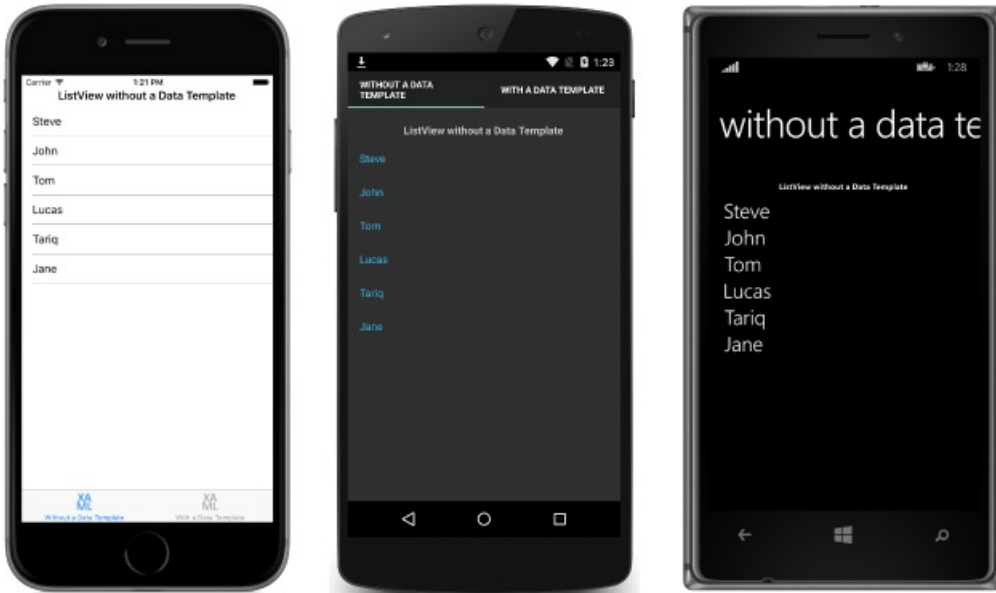 Carrier 1:21 PM
ListView without a Data Template
Steve
John
Tom
Lucas
Tariq
Jane
XA
ML
Without a Data Template
XA
ML
With a Data Template
1:23
WITHOUT A DATA
TEMPLATE
WITH A DATA TEMPLATE
ListView without a Data Template
Steve
John
Tom
Lucas
Tariq
Jane
1:28
without a data te
ListView without a Data Template
Steve
John
Tom
Lucas
Tariq
Jane